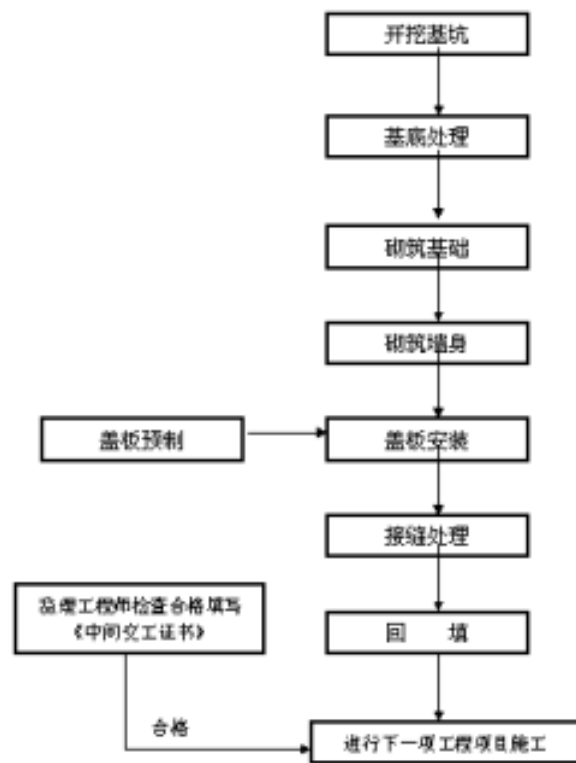 开挖基坑
基底处理
砌筑基础
砌筑墙身
盖板预制
盖板安装
接缝处理
监理工程师检查合格填写
《中间交工证书》
回 填
合格
进行下一项工程项目施工